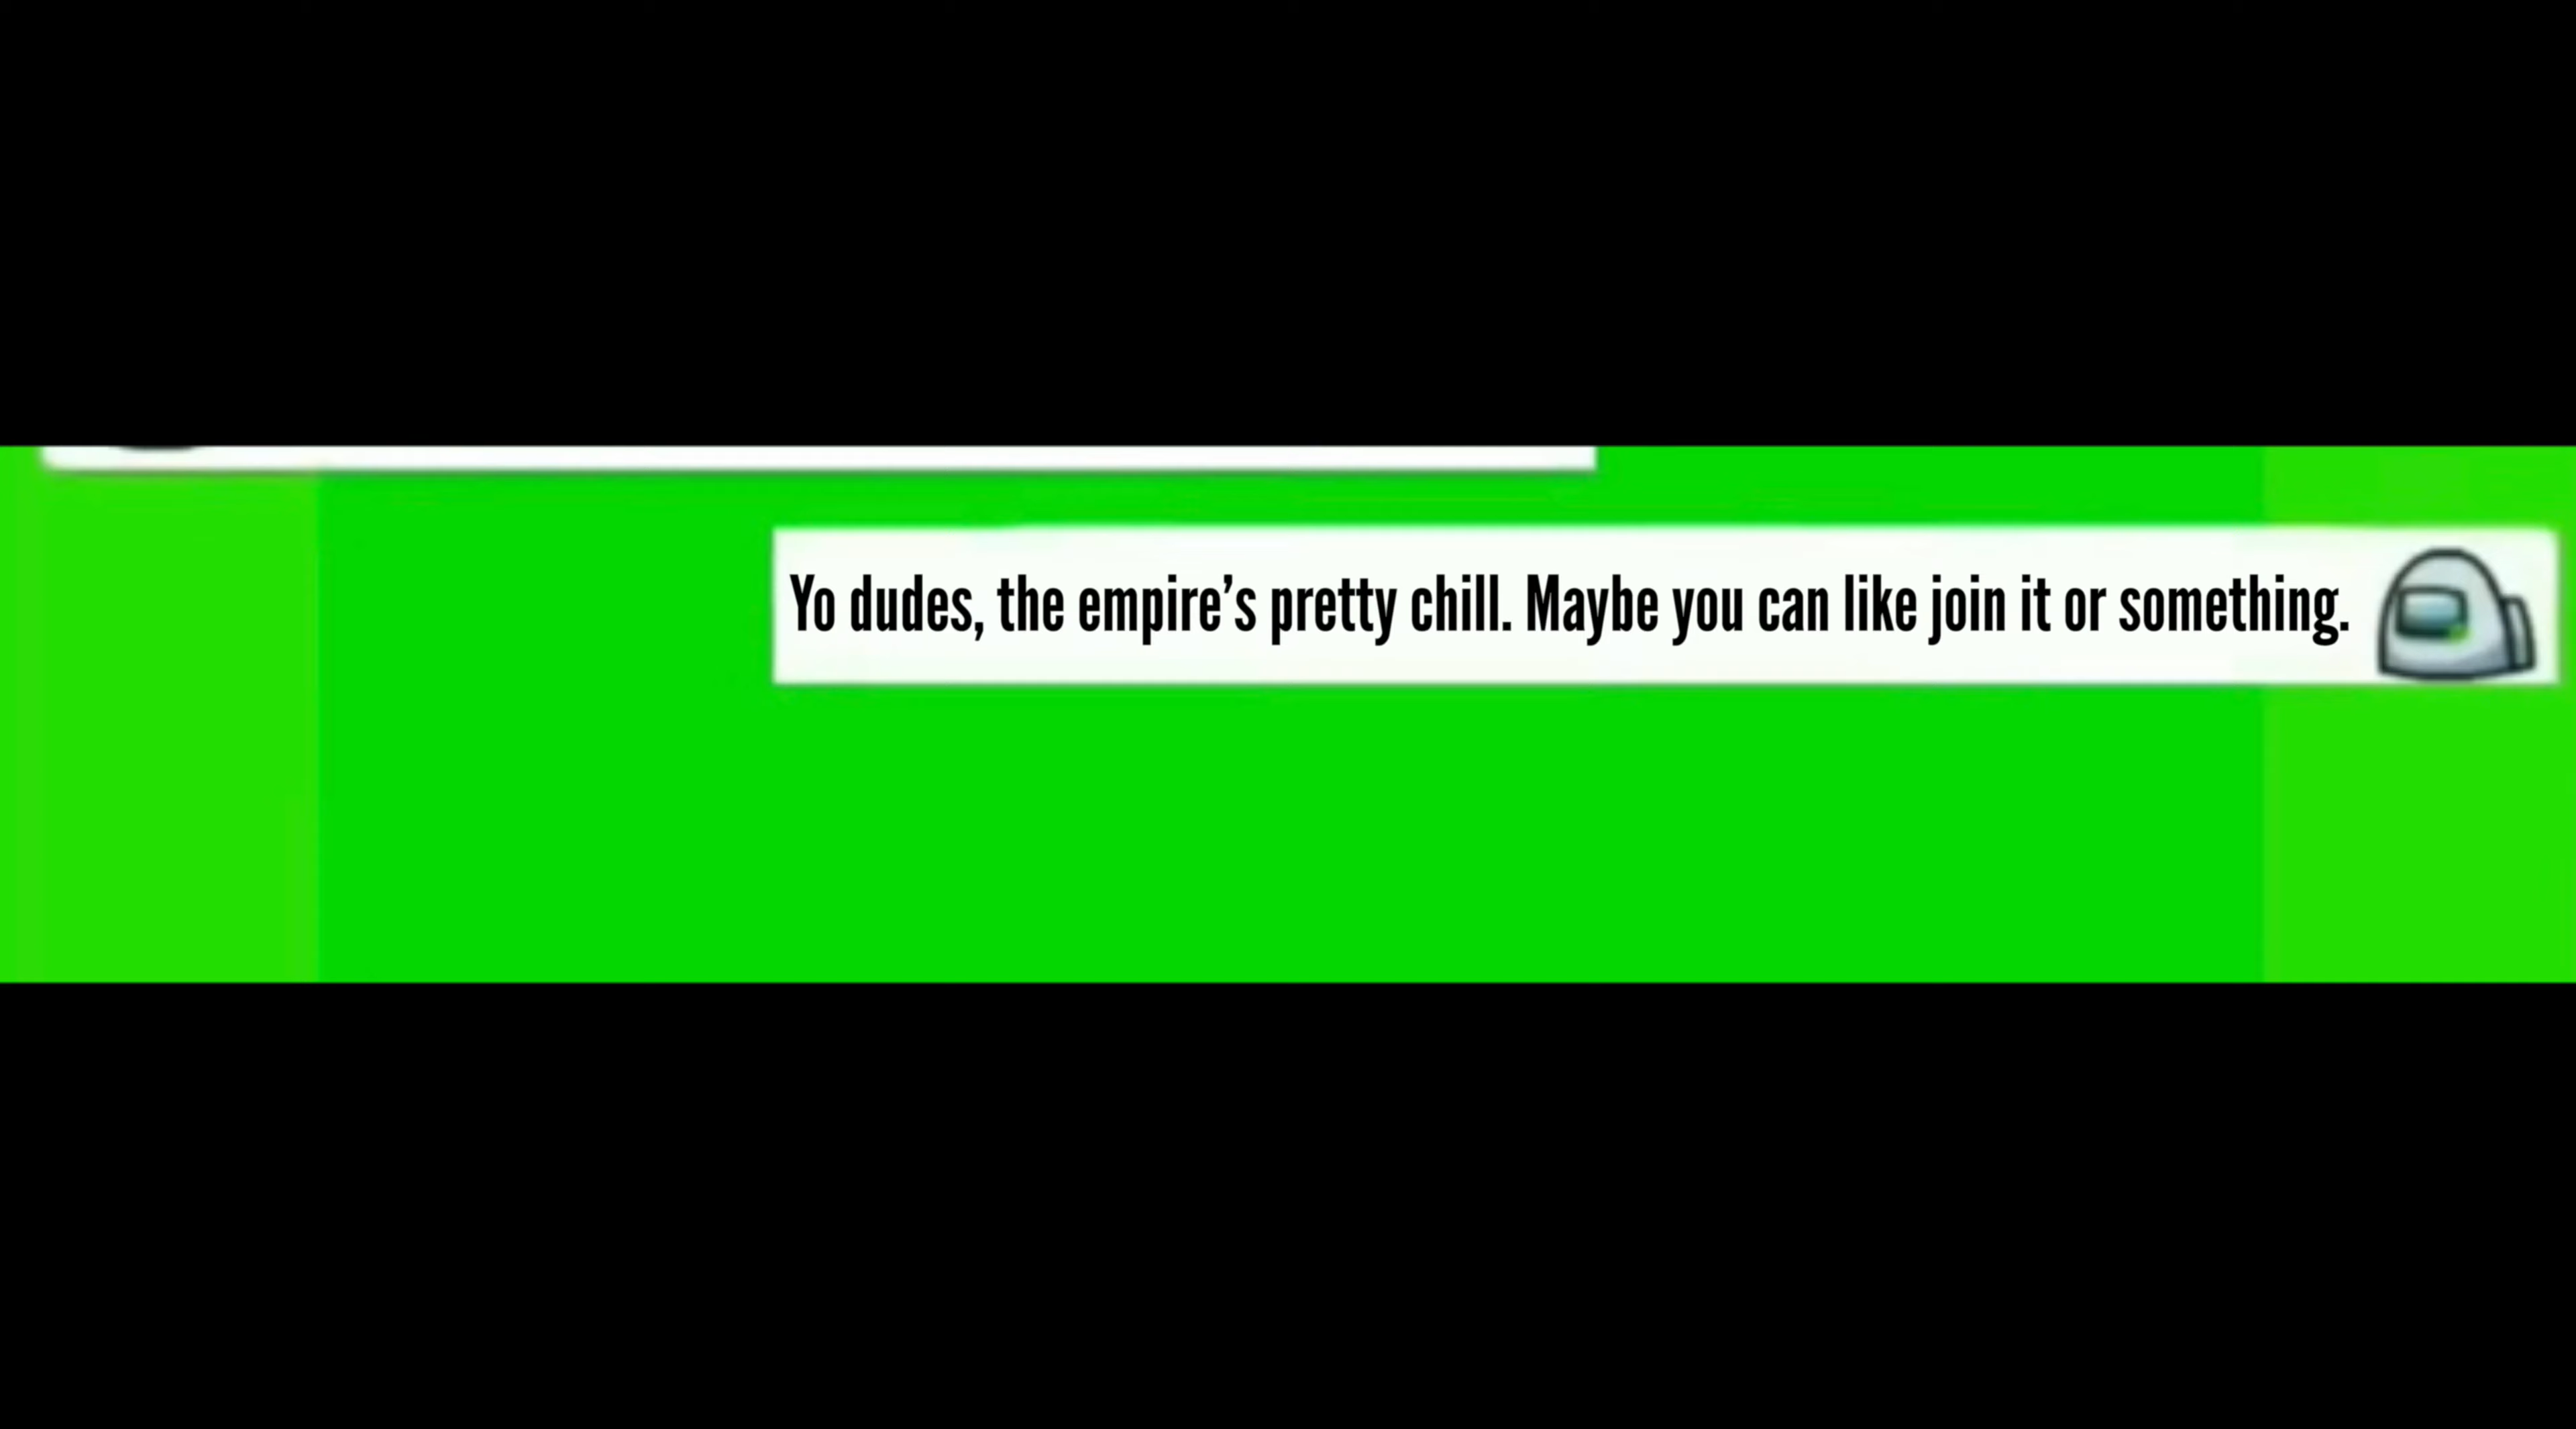 Yo dudes, the empire’s pretty chill. Maybe you can like join it or something.